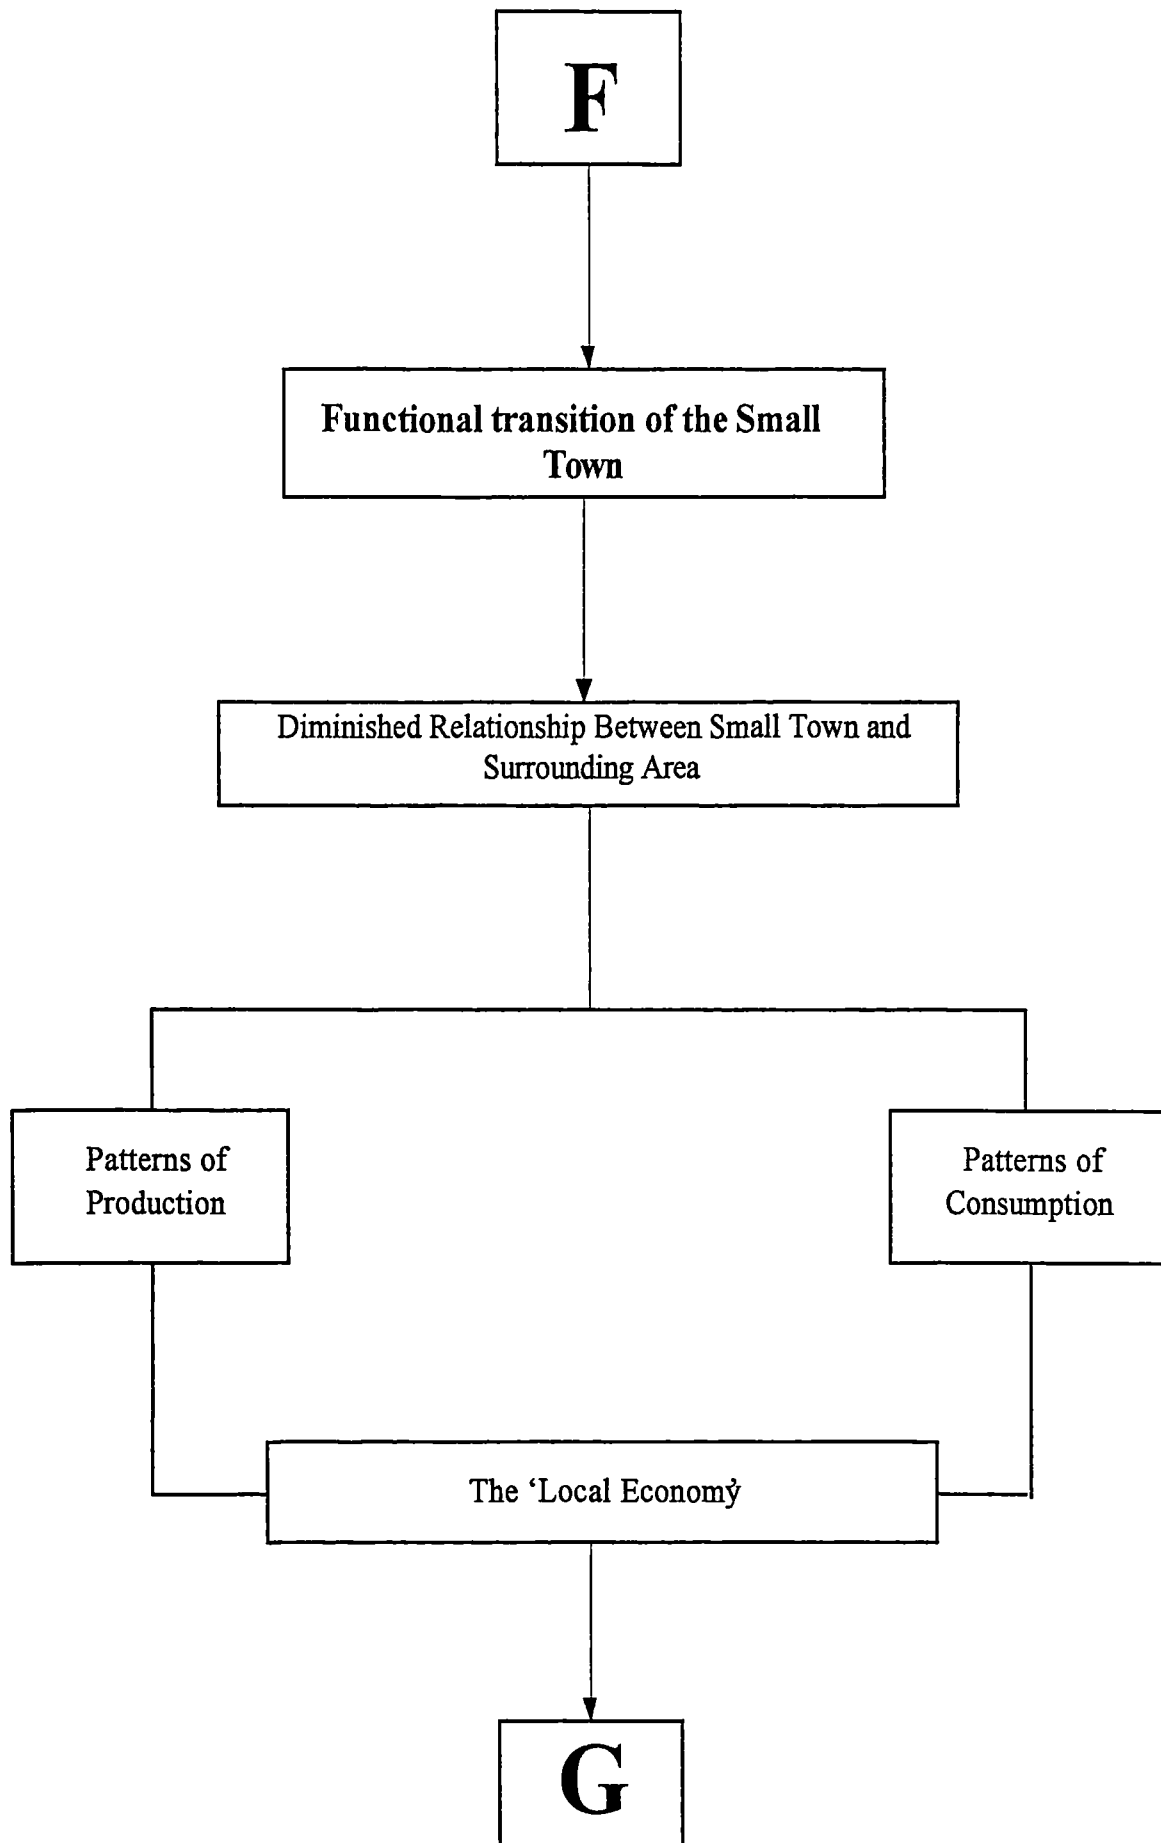 F
Functional transition of the Small
Town
Diminished Relationship Between Small Town and
Surrounding Area
Patterns of
Production
Patterns of
Consumption
The ‘Local Economy’
G